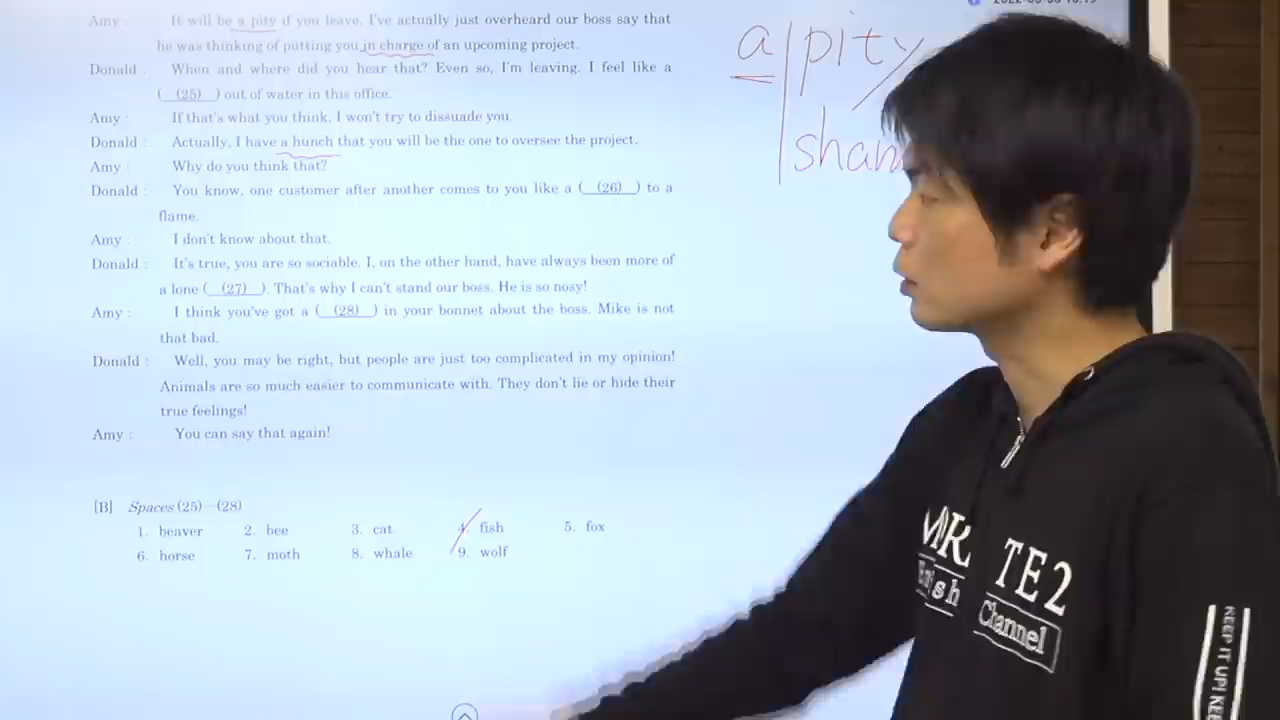 Amy : It will be a pity if you leave. I've actually just overheard our boss say that
he was thinking of putting you in charge of an upcoming project.
Donald : When and where did you hear that? Even so, I'm leaving. I feel like a
( (25) ) out of water in this office.
Amy : If that's what you think, I won't try to dissuade you.
Donald : Actually, I have a hunch that you will be the one to oversee the project.
Amy : Why do you think that?
Donald : You know, one customer after another comes to you like a ( (26) ) to a
flame.
Amy : I don't know about that.
Donald : It's true, you are so sociable. I, on the other hand, have always been more of
a lone ( (27) ). That's why I can't stand our boss. He is so nosy!
Amy : I think you've got a ( (28) ) in your bonnet about the boss. Mike is not
that bad.
Donald : Well, you may be right, but people are just too complicated in my opinion!
Animals are so much easier to communicate with. They don't lie or hide their
true feelings!
Amy : You can say that again!
[B] Spaces (25)—(28)
1. beaver 2. bee 3. cat 4. fish 5. fox
6. horse 7. moth 8. whale 9. wolf
a pity
Channel
KEEP IT UP!